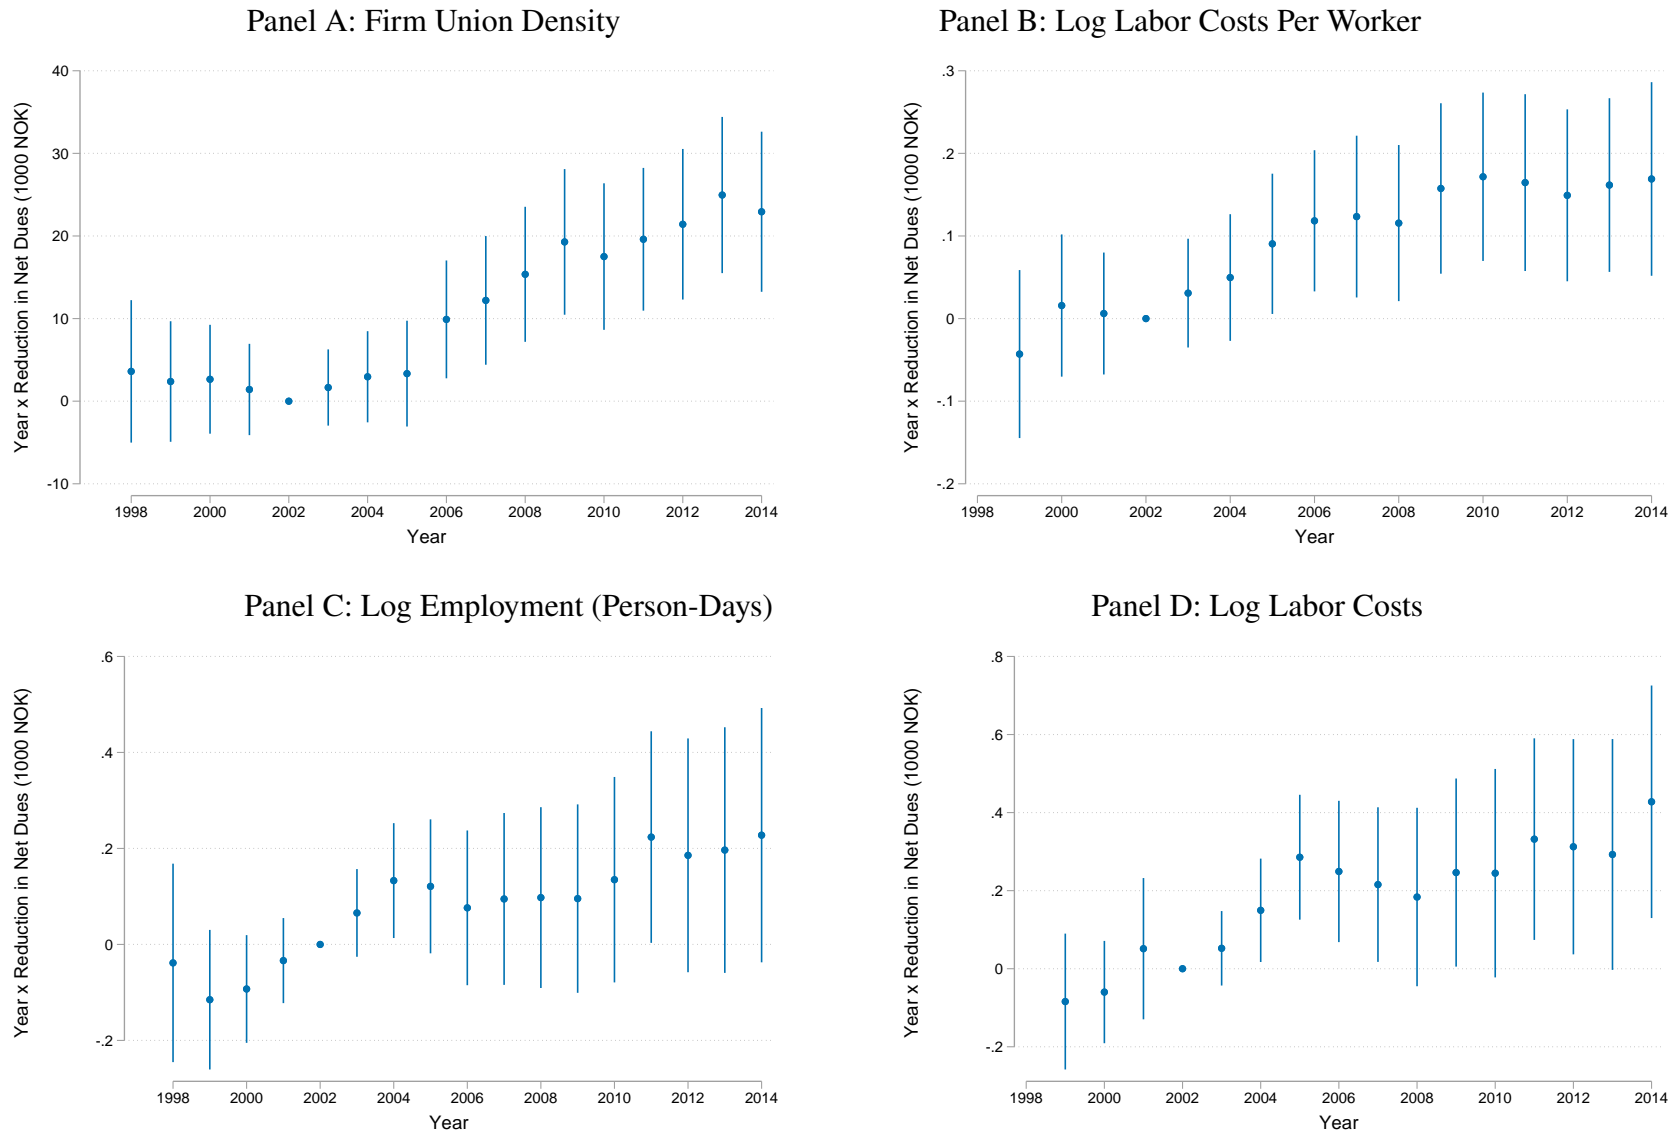 Panel A: Firm Union Density
Year x Reduction in Net Dues (1000 NOK)
40
30
20
10
0
-10
1998 2000 2002 2004 2006 2008 2010 2012 2014
Year
Panel B: Log Labor Costs Per Worker
Year x Reduction in Net Dues (1000 NOK)
.3
.2
.1
0
-.1
-.2
1998 2000 2002 2004 2006 2008 2010 2012 2014
Year
Panel C: Log Employment (Person-Days)
Year x Reduction in Net Dues (1000 NOK)
.6
.4
.2
0
-.2
1998 2000 2002 2004 2006 2008 2010 2012 2014
Year
Panel D: Log Labor Costs
Year x Reduction in Net Dues (1000 NOK)
.8
.6
.4
.2
0
-.2
1998 2000 2002 2004 2006 2008 2010 2012 2014
Year